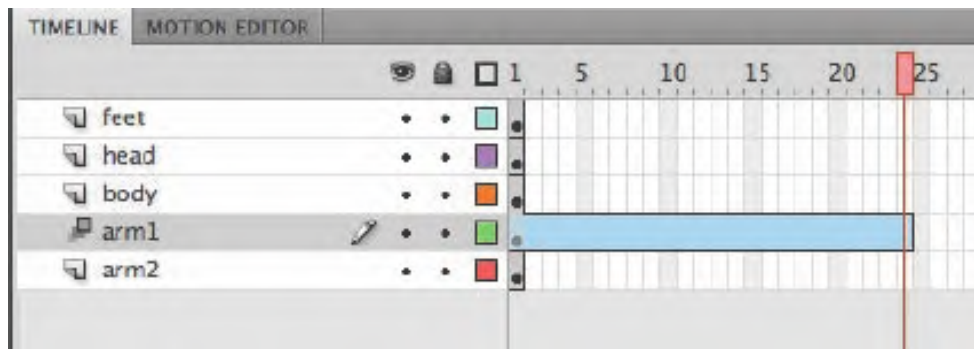 TIMELINE MOTION EDITOR
1 5 10 15 20 25
feet
head
body
arm1
arm2